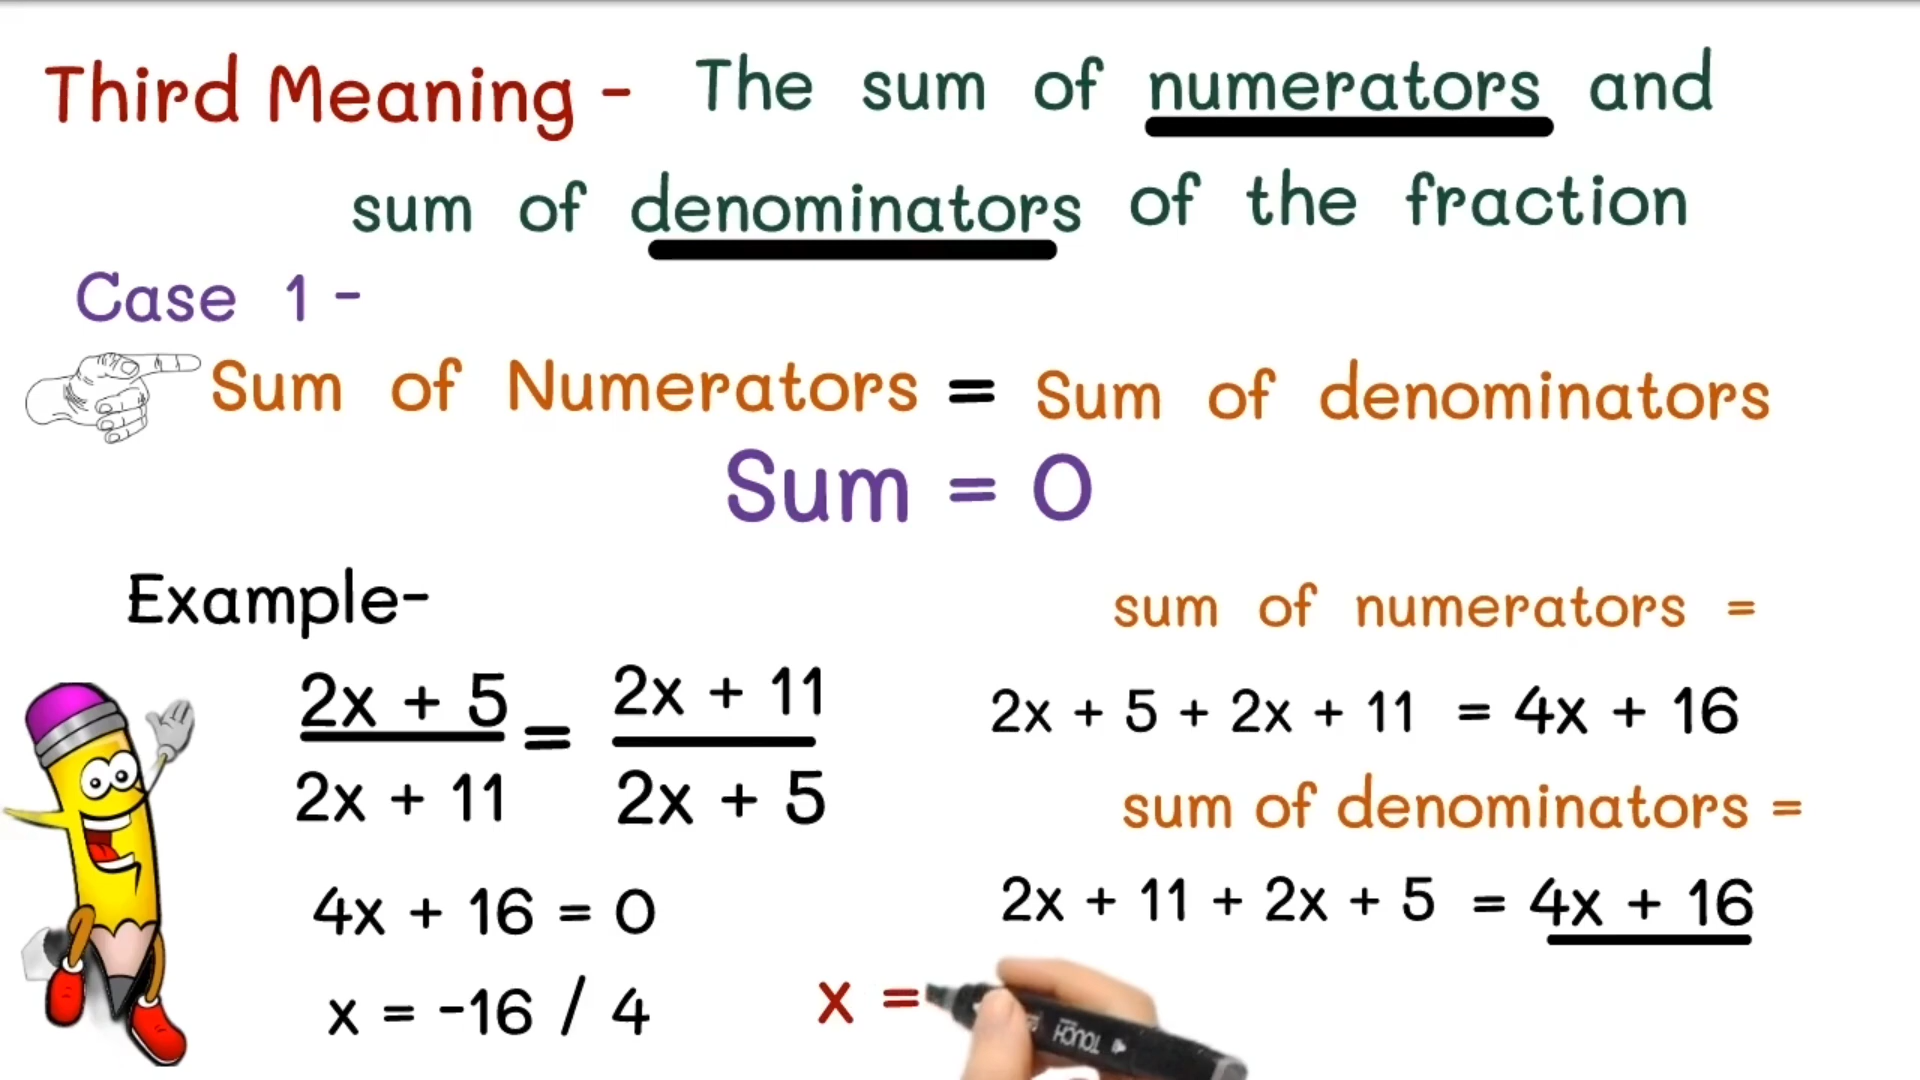 Third Meaning - The sum of numerators and
sum of denominators of the fraction
Case 1 -
Sum of Numerators = Sum of denominators
Sum = 0
Example-
2x + 5 = 2x + 11
2x + 11 2x + 5
4x + 16 = 0
x = -16 / 4
x =
sum of numerators =
2x + 5 + 2x + 11 = 4x + 16
sum of denominators =
2x + 11 + 2x + 5 = 4x + 16
TOUCH